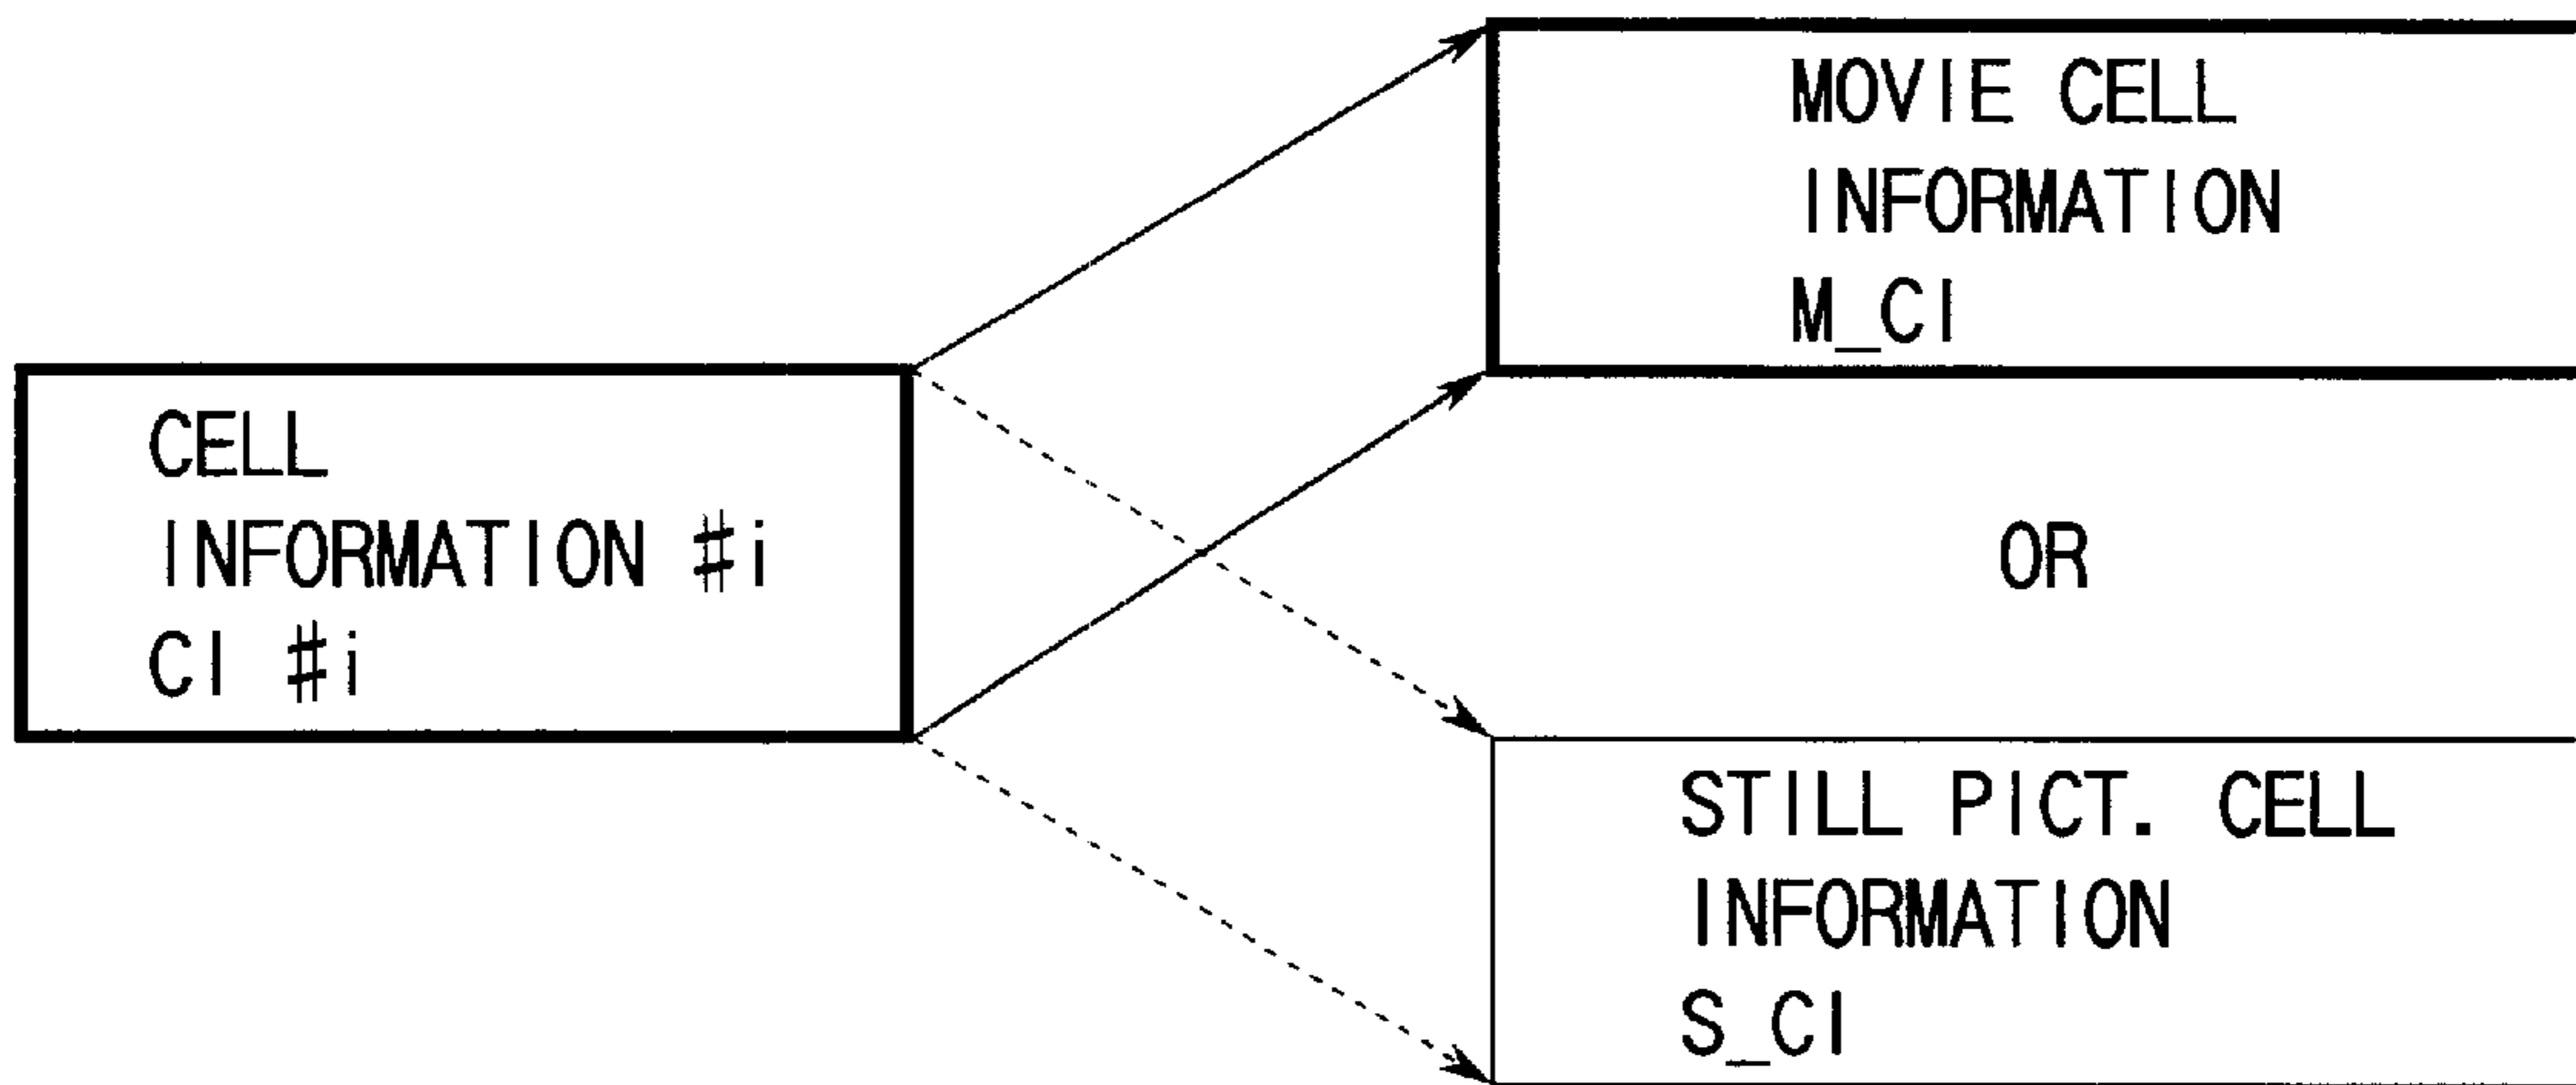 CELL
INFORMATION #i
CI #i
MOVIE CELL
INFORMATION
M_CI
OR
STILL PICT. CELL
INFORMATION
S_CI